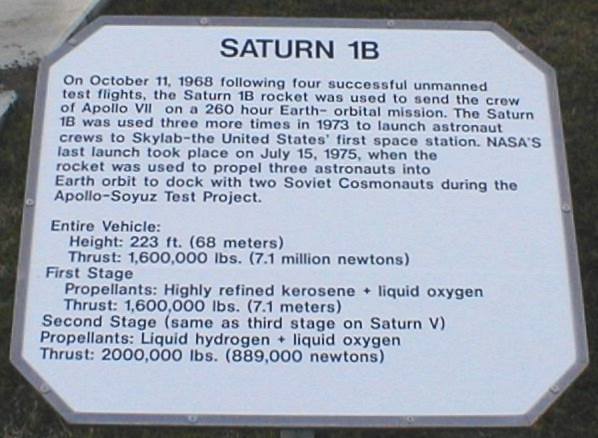 SATURN 1B
On October 11, 1968 following four successful unmanned
test flights, the Saturn 1B rocket was used to send the crew
of Apollo VII on a 260 hour Earth- orbital mission. The Saturn
1B was used three more times in 1973 to launch astronaut
crews to Skylab-the United States' first space station. NASA'S
last launch took place on July 15, 1975, when the
rocket was used to propel three astronauts into
Earth orbit to dock with two Soviet Cosmonauts during the
Apollo-Soyuz Test Project.
Entire Vehicle:
Height: 223 ft. (68 meters)
Thrust: 1,600,000 lbs. (7.1 million newtons)
First Stage
Propellants: Highly refined kerosene + liquid oxygen
Thrust: 1,600,000 lbs. (7.1 meters)
Second Stage (same as third stage on Saturn V)
Propellants: Liquid hydrogen + liquid oxygen
Thrust: 2000,000 lbs. (889,000 newtons)